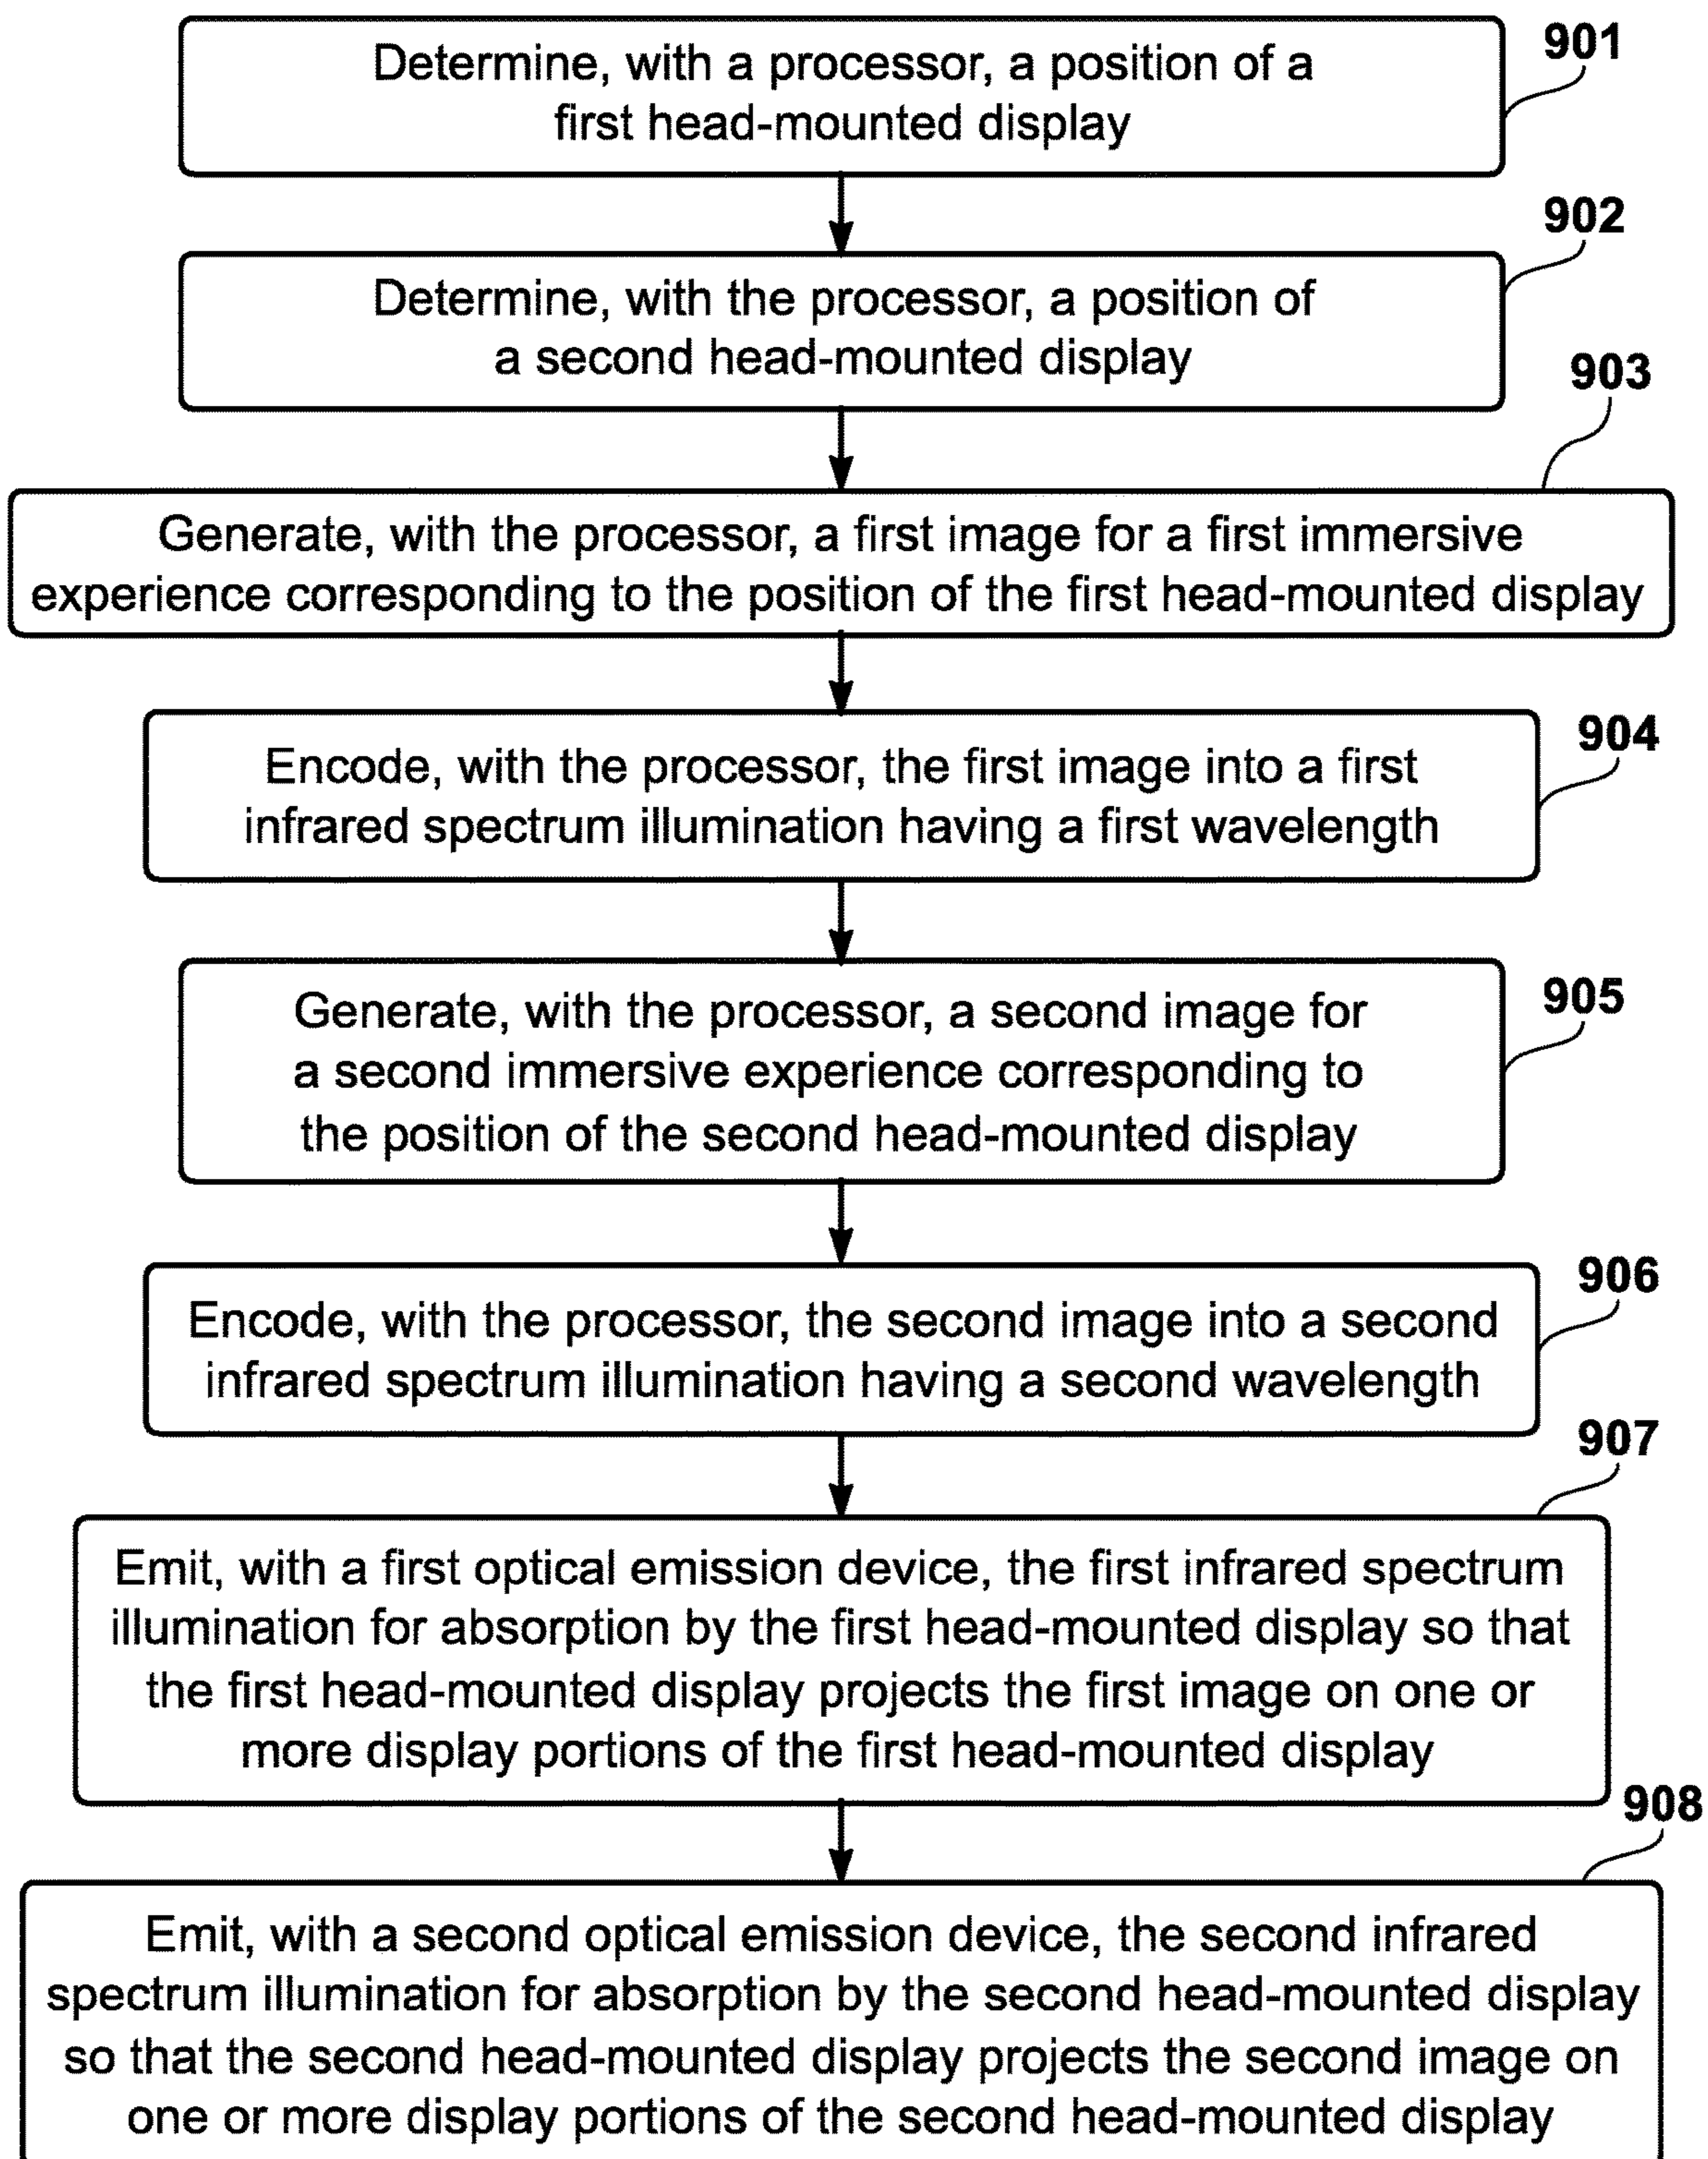 Determine, with a processor, a position of a
first head-mounted display
901
Determine, with the processor, a position of
a second head-mounted display
902
Generate, with the processor, a first image for a first immersive
experience corresponding to the position of the first head-mounted display
903
Encode, with the processor, the first image into a first
infrared spectrum illumination having a first wavelength
904
Generate, with the processor, a second image for
a second immersive experience corresponding to
the position of the second head-mounted display
905
Encode, with the processor, the second image into a second
infrared spectrum illumination having a second wavelength
906
Emit, with a first optical emission device, the first infrared spectrum
illumination for absorption by the first head-mounted display so that
the first head-mounted display projects the first image on one or
more display portions of the first head-mounted display
907
Emit, with a second optical emission device, the second infrared
spectrum illumination for absorption by the second head-mounted display
so that the second head-mounted display projects the second image on
one or more display portions of the second head-mounted display
908